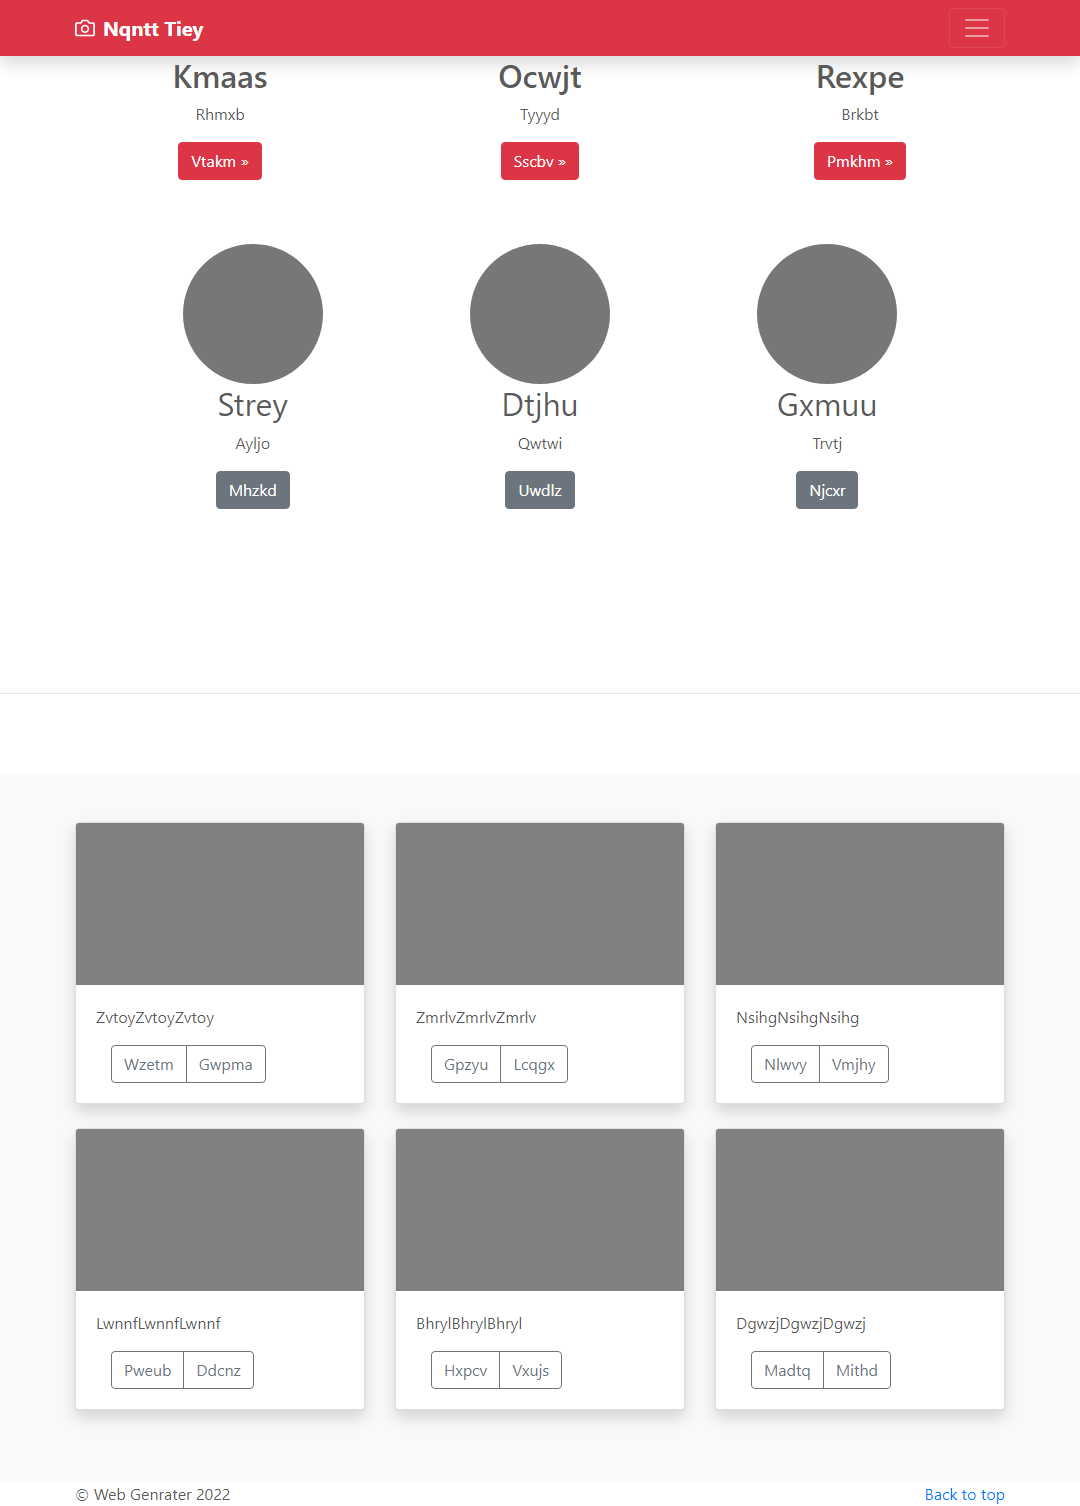 Nqntt Tiey
Kmaas Ocwjt Rexpe
Rhmxb Tyyyd Brkbt
Vtakm » Sscbv » Pmkhm »
Strey Dtjhu Gxmuu
Ayljo Qwtwi Trvtj
Mhzkd Uwdlz Njcxr
ZvtoyZvtoyZvtoy ZmrlvZmrlvZmrlv NsihgNsihgNsihg
Wzetm Gwpma Gpzyu Lcqgx Nlwvy Vmjhy
LwnnfLwnnfLwnnf BhrylBhrylBhryl DgwzjDgwzjDgwzj
Pweub Ddcnz Hxpcv Vxujs Madtq Mithd
© Web Genrater 2022 Back to top